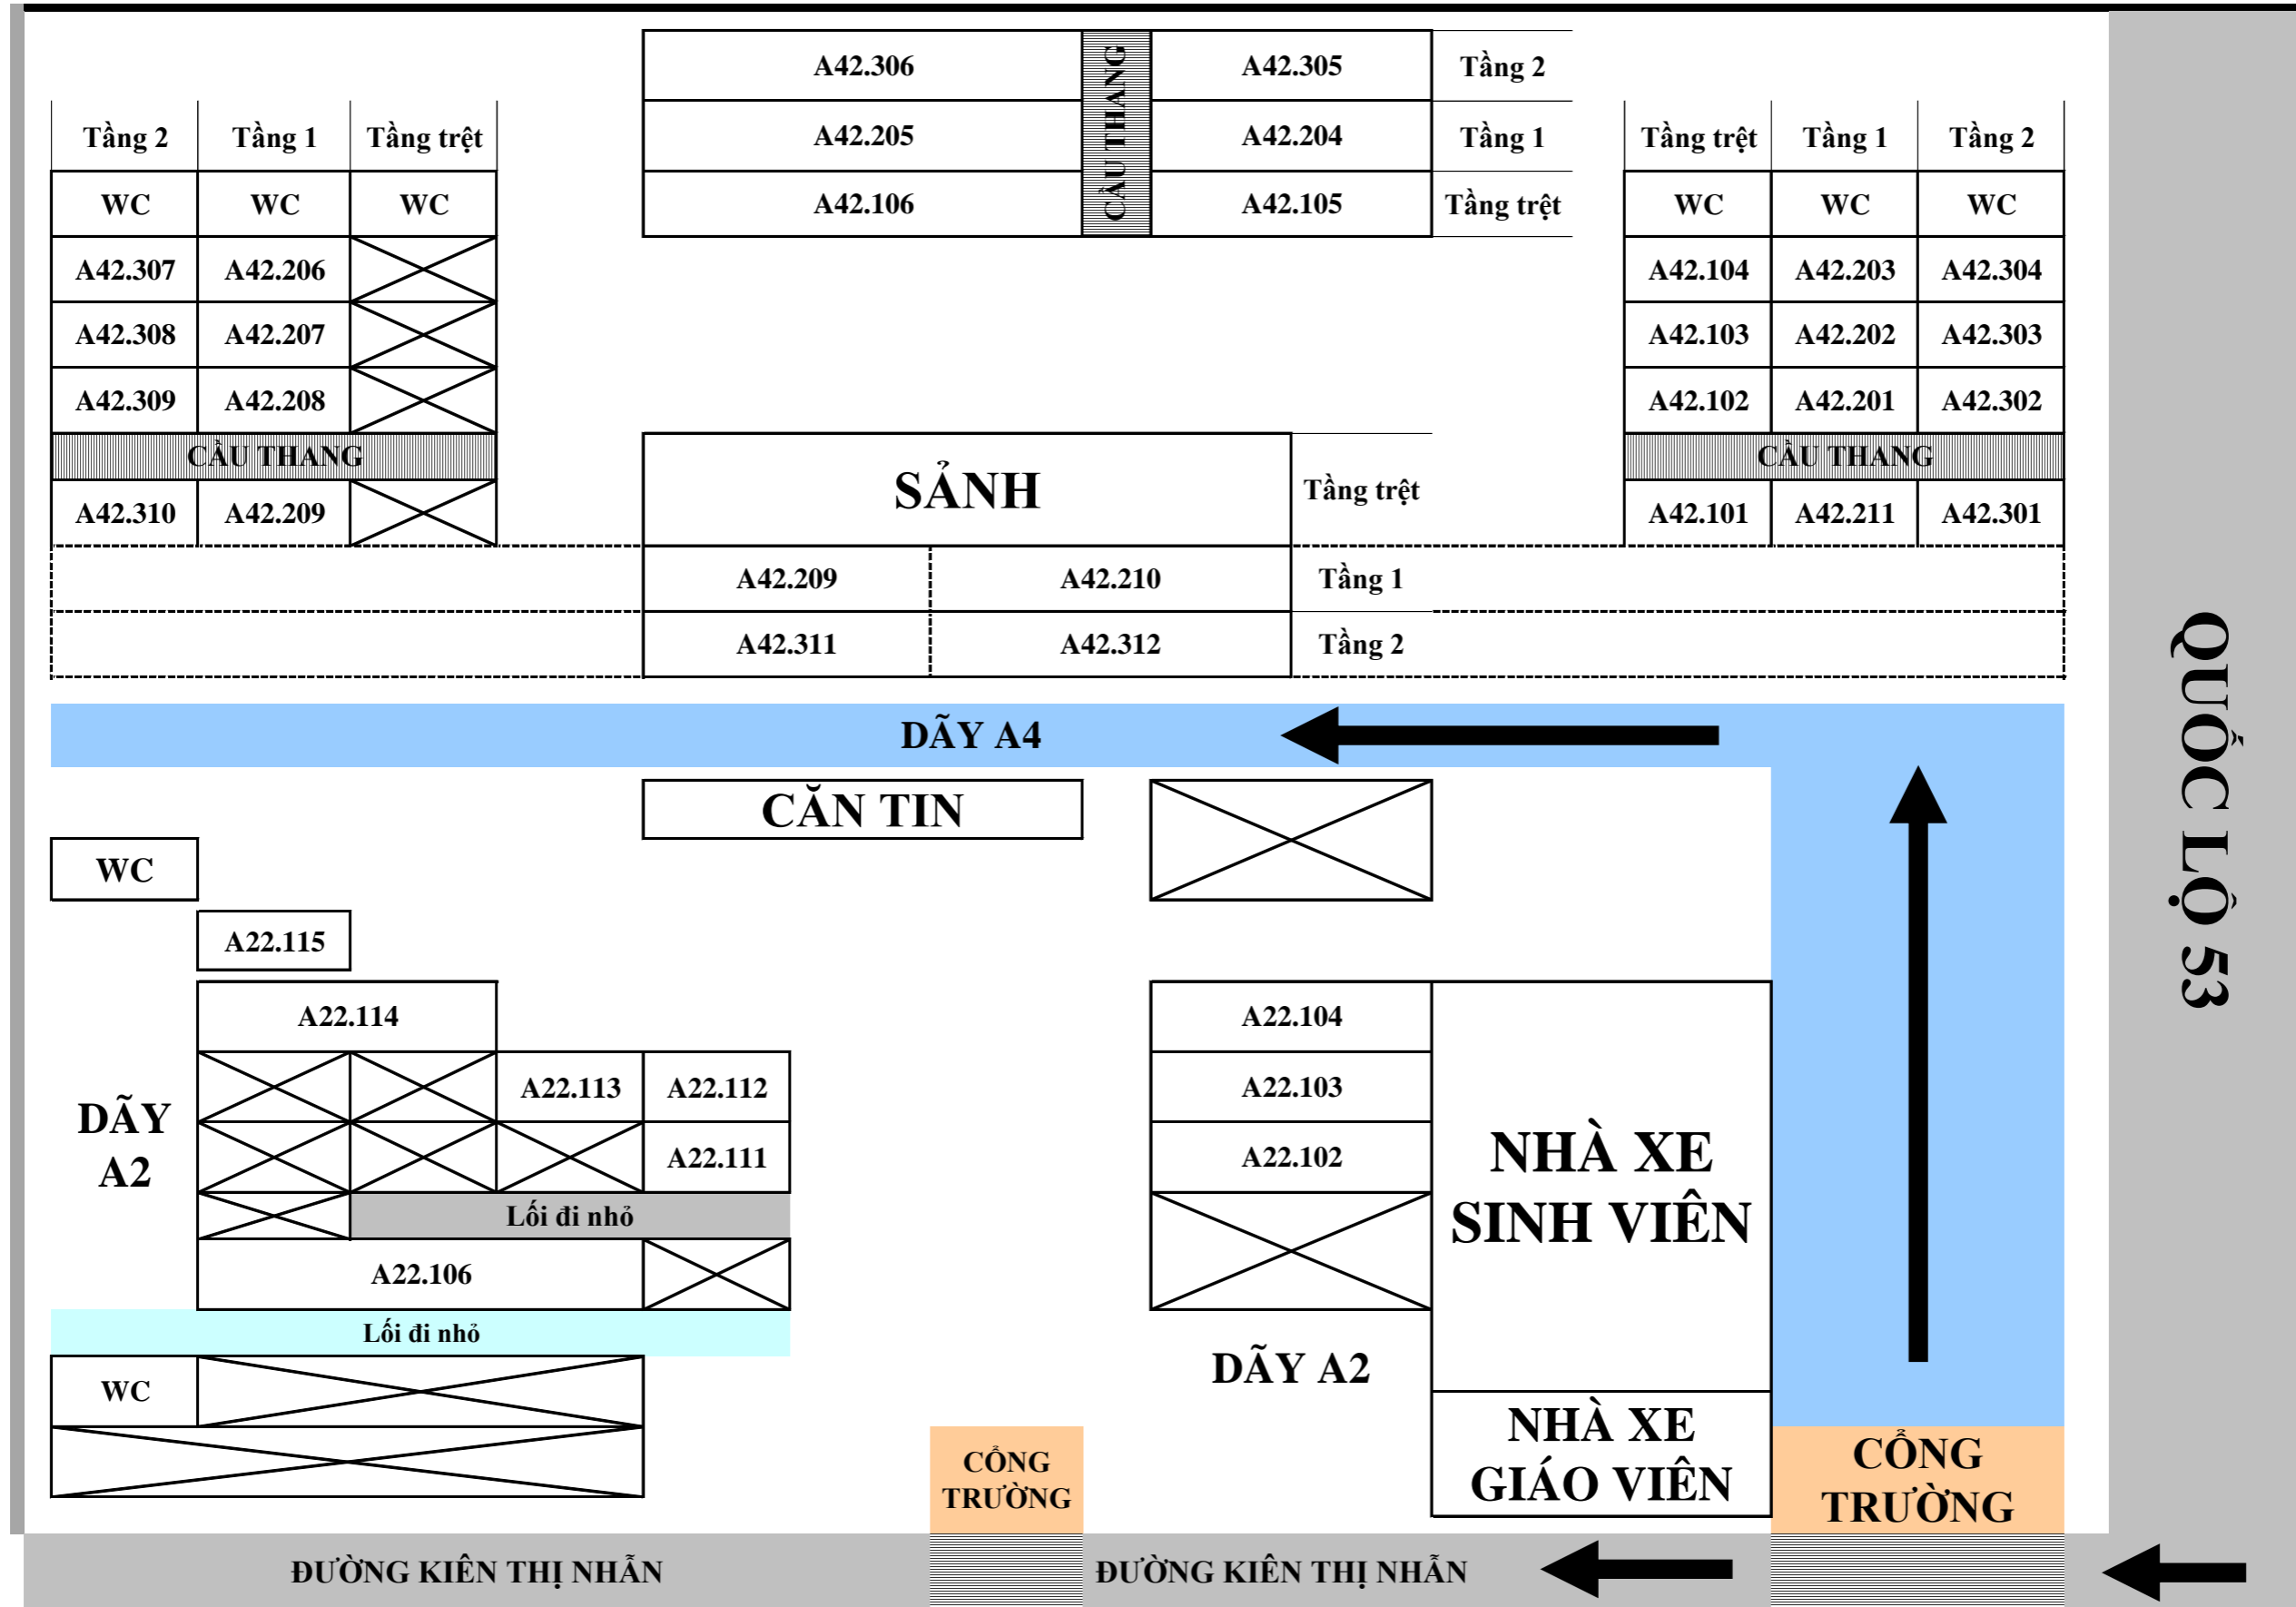 A42.306 A42.305 Tầng 2
A42.205 A42.204 Tầng 1
A42.106 A42.105 Tầng trệt
CẦU THANG
Tầng 2 Tầng 1 Tầng trệt
WC WC WC
A42.307 A42.206
A42.308 A42.207
A42.309 A42.208
CẦU THANG
A42.310 A42.209
Tầng trệt Tầng 1 Tầng 2
WC WC WC
A42.104 A42.203 A42.304
A42.103 A42.202 A42.303
A42.102 A42.201 A42.302
CẦU THANG
A42.101 A42.211 A42.301
SẢNH Tầng trệt
A42.209 A42.210 Tầng 1
A42.311 A42.312 Tầng 2
QUỐC LỘ 53
DÃY A4
CĂN TIN
WC
A22.115
A22.114
A22.113 A22.112
A22.111
DÃY
A2
Lối đi nhỏ
A22.106
Lối đi nhỏ
WC
A22.104
A22.103
A22.102
DÃY A2
NHÀ XE
SINH VIÊN
NHÀ XE
GIÁO VIÊN
CỔNG
TRƯỜNG
CỔNG
TRƯỜNG
ĐƯỜNG KIÊN THỊ NHẪN
ĐƯỜNG KIÊN THỊ NHẪN